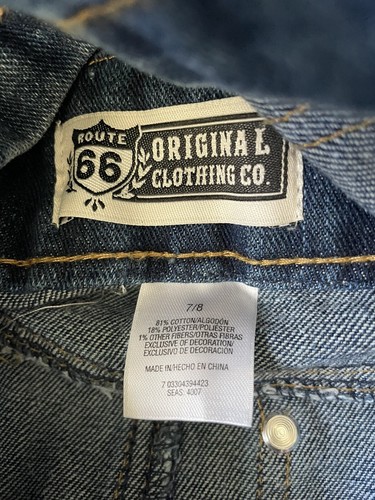 ROUTE
66
ORIGINAL
CLOTHING CO.
7/8
81% COTTON/ALGODÓN
18% POLYESTER/POLIÉSTER
1% OTHER FIBERS/OTRAS FIBRAS
EXCLUSIVE OF DECORATION/
EXCLUSIVO DE DECORACIÓN
MADE IN/HECHO EN CHINA
7 03304394423
SEAS: 4007